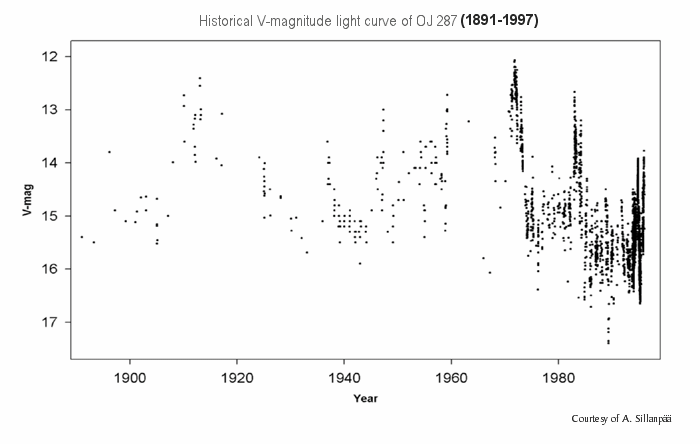 Historical V-magnitude light curve of OJ 287 (1891-1997)
12
13
14
15
16
17
V-mag
1900 1920 1940 1960 1980
Year
Courtesy of A. Sillanpää